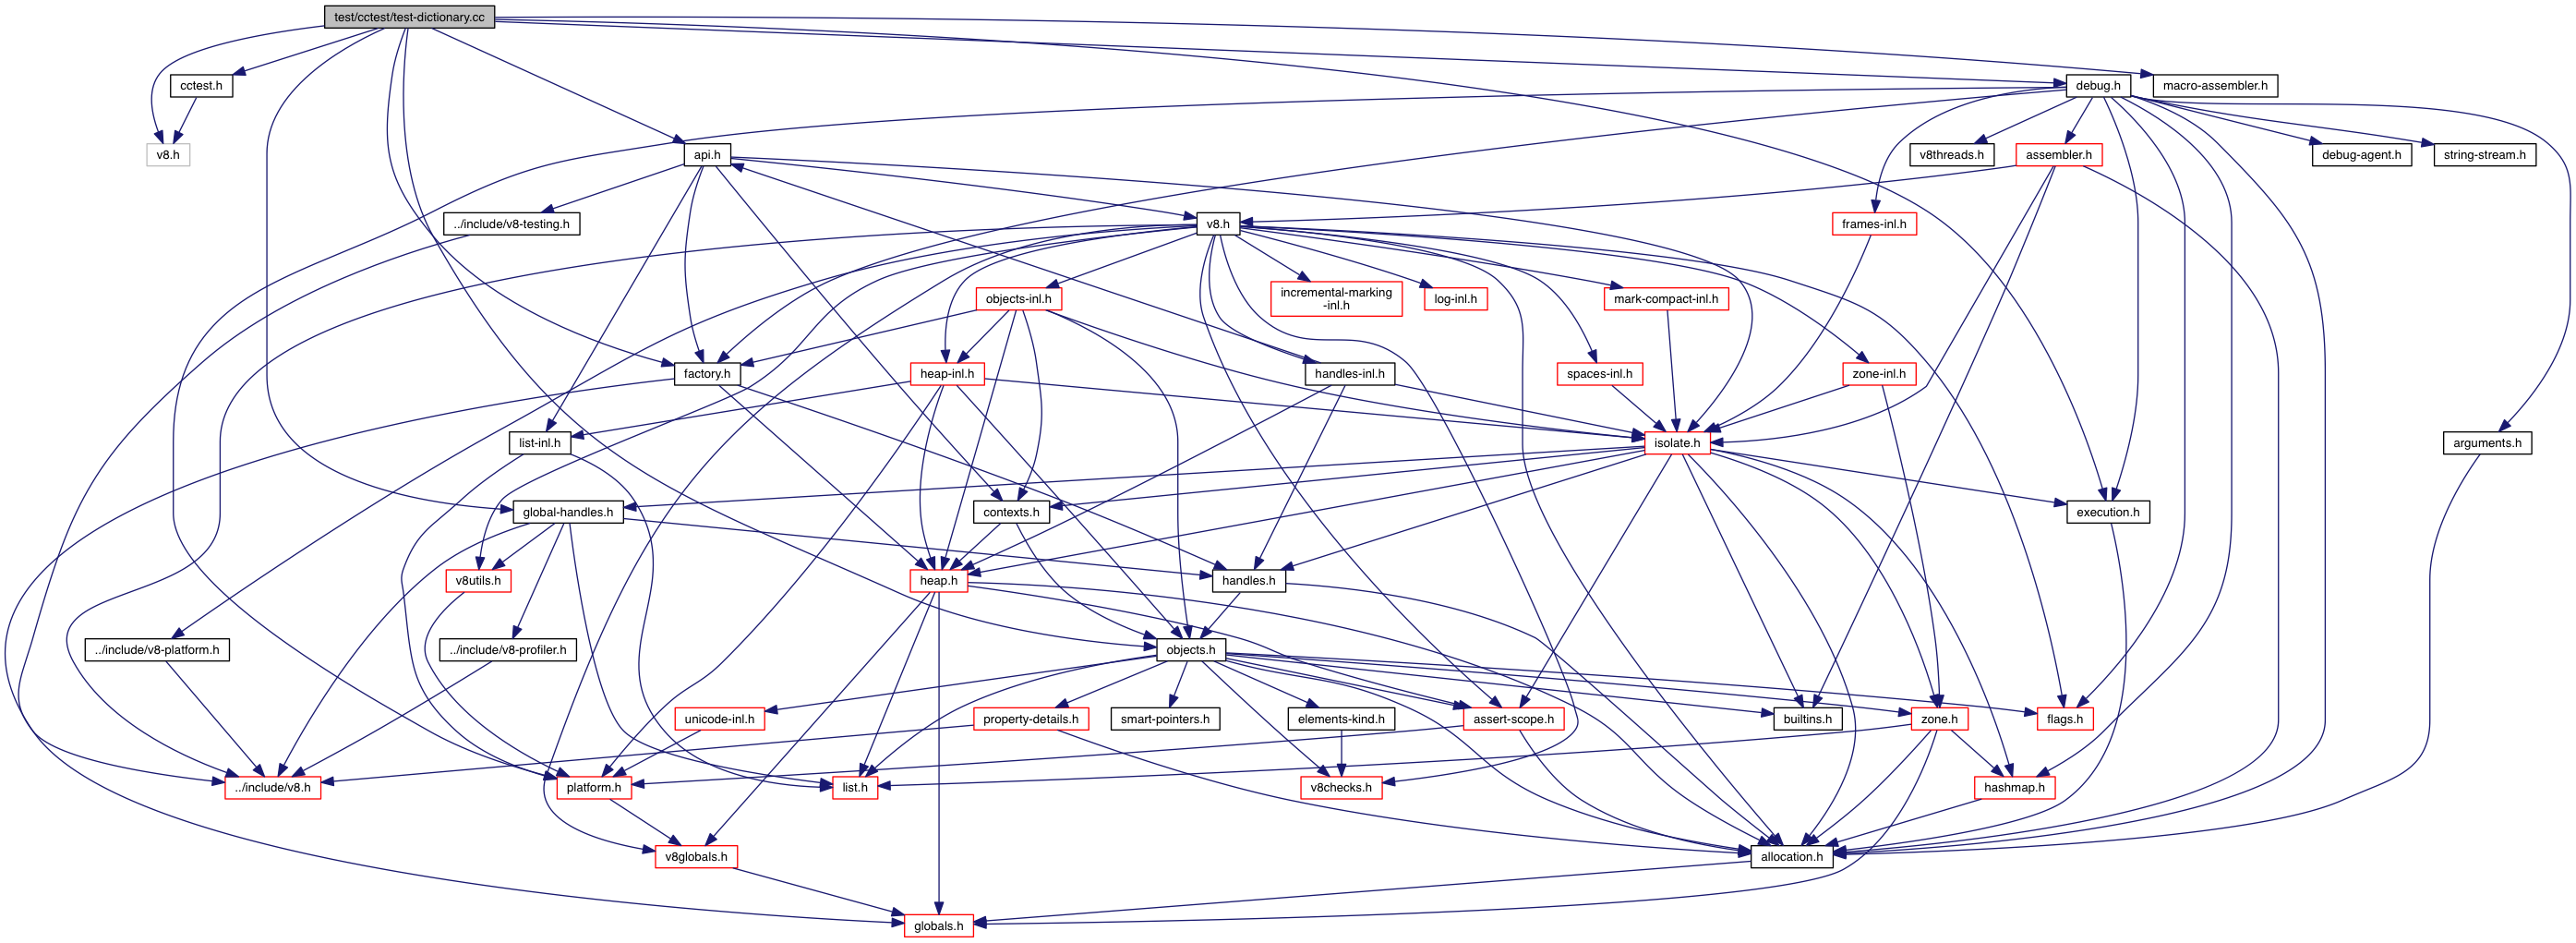 test/cctest/test-dictionary.cc
cctest.h
debug.h
macro-assembler.h
v8.h
api.h
v8threads.h
assembler.h
debug-agent.h
string-stream.h
../include/v8-testing.h
v8.h
frames-inl.h
objects-inl.h
incremental-marking
-inl.h
log-inl.h
mark-compact-inl.h
factory.h
heap-inl.h
handles-inl.h
spaces-inl.h
zone-inl.h
list-inl.h
isolate.h
arguments.h
global-handles.h
contexts.h
execution.h
v8utils.h
heap.h
handles.h
../include/v8-platform.h
../include/v8-profiler.h
objects.h
unicode-inl.h
property-details.h
smart-pointers.h
elements-kind.h
assert-scope.h
builtins.h
zone.h
flags.h
../include/v8.h
platform.h
list.h
v8checks.h
hashmap.h
v8globals.h
allocation.h
globals.h